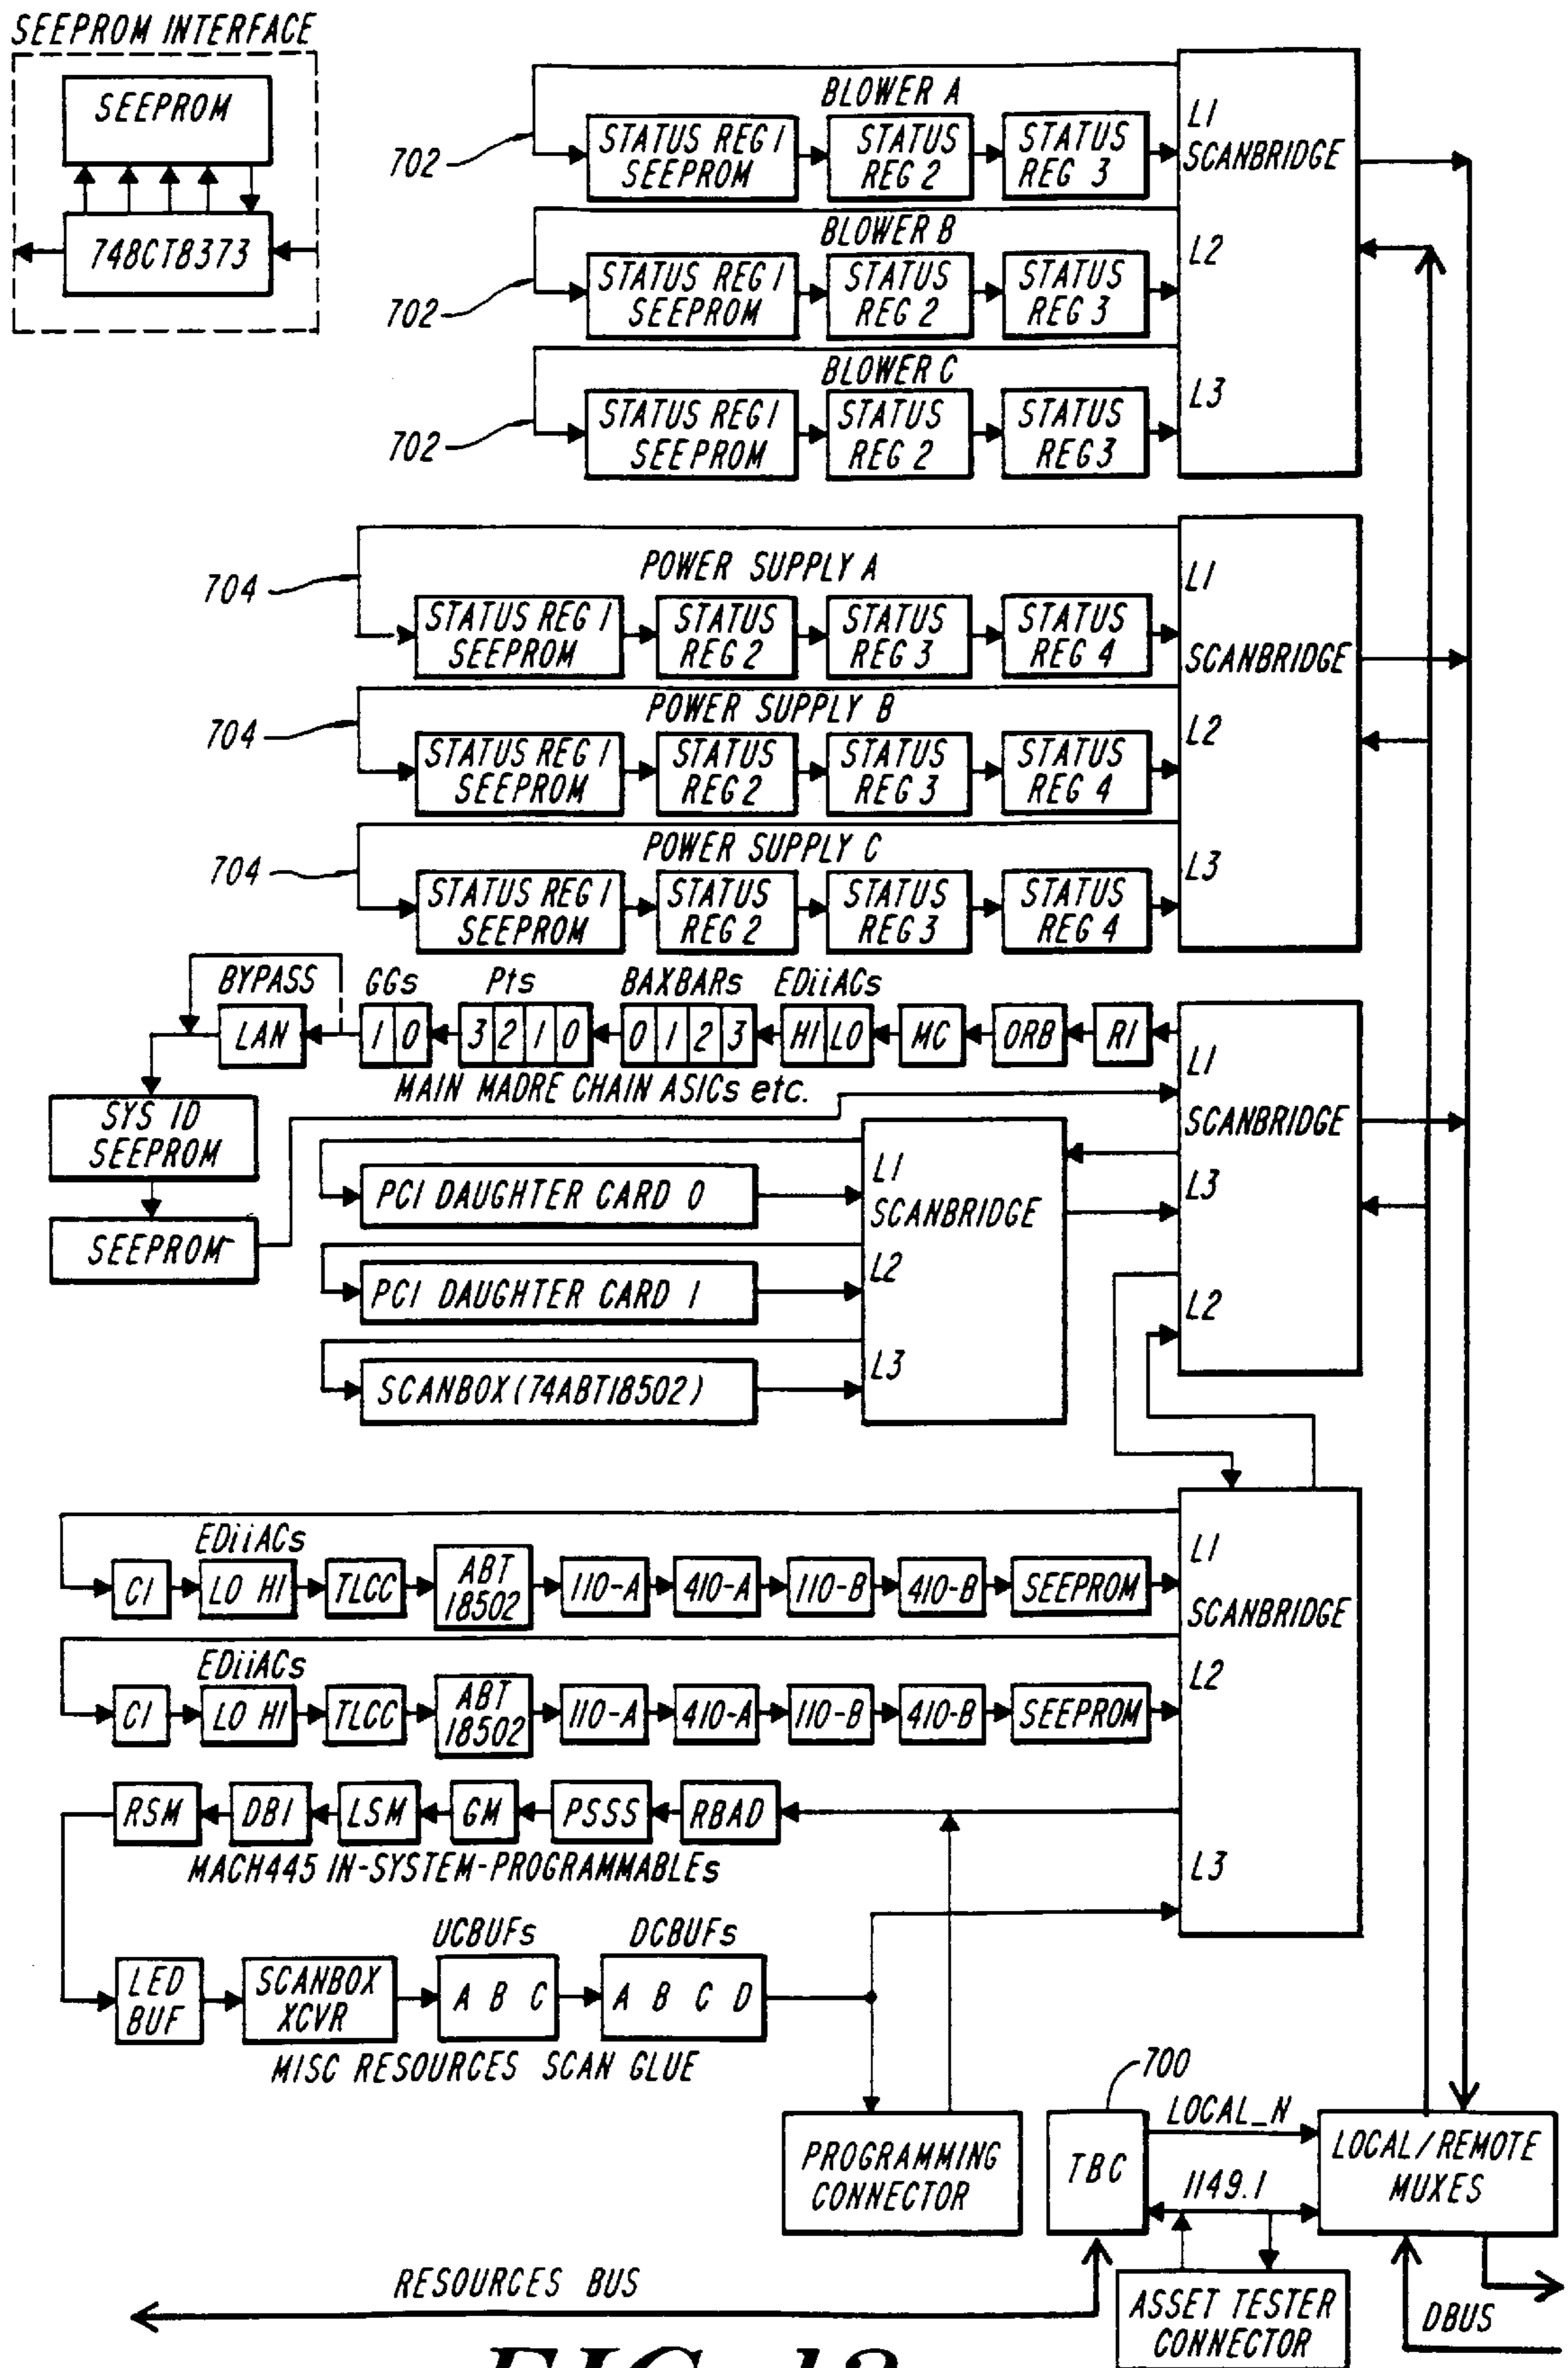 SEEPROM INTERFACE
SEEPROM
748CT8373
BLOWER A
702
STATUS REG 1
SEEPROM
STATUS
REG 2
STATUS
REG 3
L1
SCANBRIDGE
BLOWER B
702
STATUS REG 1
SEEPROM
STATUS
REG 2
STATUS
REG 3
L2
BLOWER C
702
STATUS REG 1
SEEPROM
STATUS
REG 2
STATUS
REG 3
L3
POWER SUPPLY A
704
STATUS REG 1
SEEPROM
STATUS
REG 2
STATUS
REG 3
STATUS
REG 4
L1
SCANBRIDGE
POWER SUPPLY B
704
STATUS REG 1
SEEPROM
STATUS
REG 2
STATUS
REG 3
STATUS
REG 4
L2
POWER SUPPLY C
704
STATUS REG 1
SEEPROM
STATUS
REG 2
STATUS
REG 3
STATUS
REG 4
L3
BYPASS GGs Pts BAXBARs EDiiACs
LAN 1 0 3 2 1 0 0 1 2 3 HI LO MC ORB RI
L1
MAIN MADRE CHAIN ASICs etc.
SYS ID
SEEPROM
SEEPROM
SCANBRIDGE
L3
L2
PCI DAUGHTER CARD 0
L1
SCANBRIDGE
PCI DAUGHTER CARD 1
L2
SCANBOX(74ABT18502)
L3
EDiiACs
CI LO HI TLCC ABT
18502 110-A 410-A 110-B 410-B SEEPROM
L1
SCANBRIDGE
EDiiACs
CI LO HI TLCC ABT
18502 110-A 410-A 110-B 410-B SEEPROM
L2
RSM DBI LSM GM PSSS RBAD
MACH445 IN-SYSTEM-PROGRAMMABLEs
L3
UCBUFs DCBUFs
LED
BUF
SCANBOX
XCVR
A B C
A B C D
MISC RESOURCES SCAN GLUE
PROGRAMMING
CONNECTOR
700
TBC
LOCAL_N
1149.1
LOCAL/REMOTE
MUXES
RESOURCES BUS
ASSET TESTER
CONNECTOR
DBUS
FIG. 13